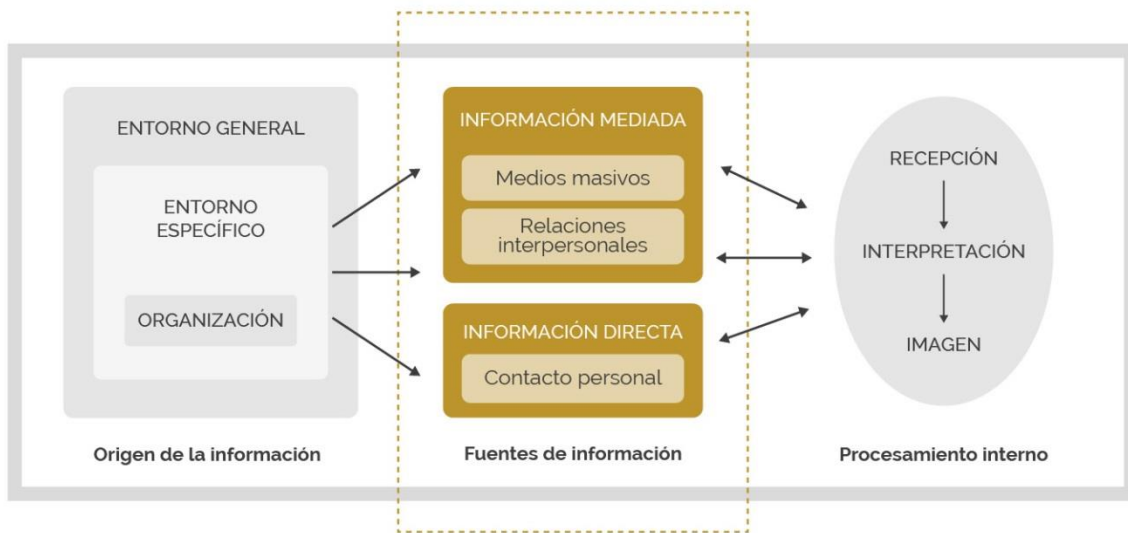 ENTORNO GENERAL
ENTORNO
ESPECÍFICO
ORGANIZACIÓN
Origen de la información
INFORMACIÓN MEDIADA
Medios masivos
Relaciones
interpersonales
INFORMACIÓN DIRECTA
Contacto personal
Fuentes de información
RECEPCIÓN
INTERPRETACIÓN
IMAGEN
Procesamiento interno